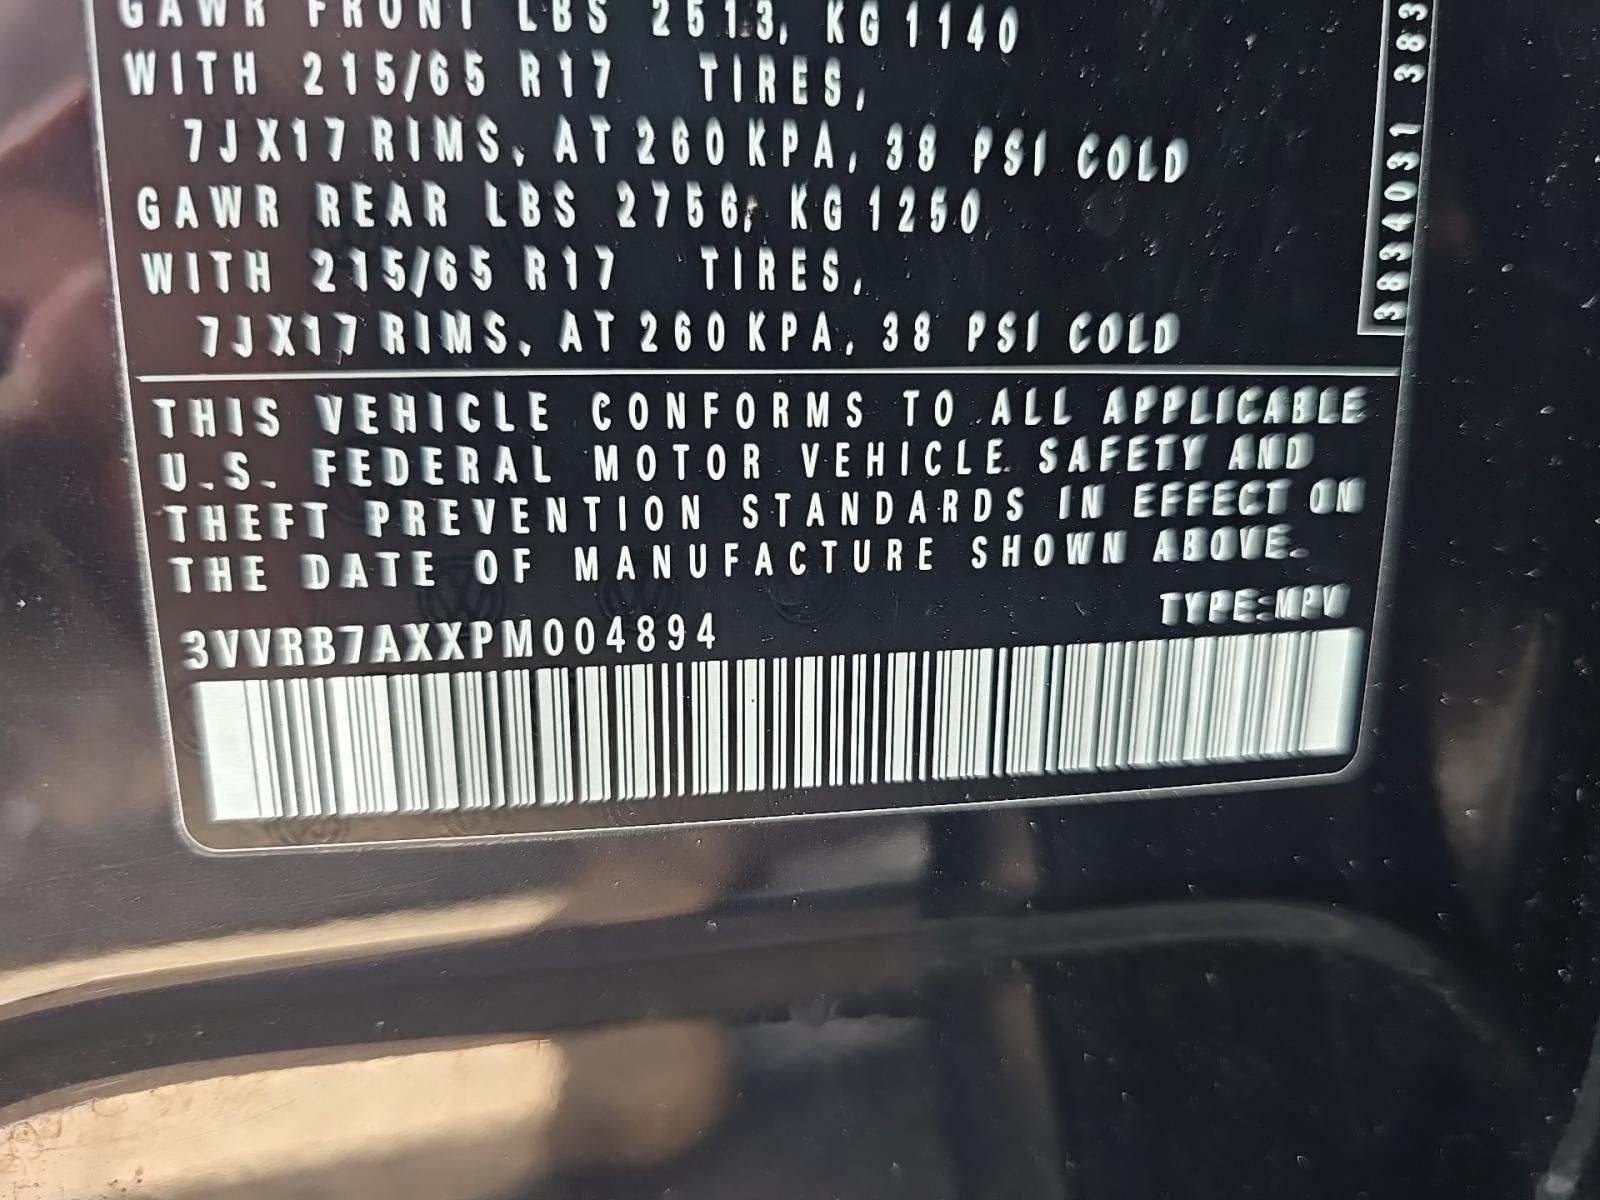 GAWR FRONT LBS 2513, KG 1140
WITH 215/65 R17 TIRES,
7JX17 RIMS, AT 260 KPA, 38 PSI COLD
GAWR REAR LBS 2756, KG 1250
WITH 215/65 R17 TIRES,
7JX17 RIMS, AT 260 KPA, 38 PSI COLD
THIS VEHICLE CONFORMS TO ALL APPLICABLE
U.S. FEDERAL MOTOR VEHICLE SAFETY AND
THEFT PREVENTION STANDARDS IN EFFECT ON
THE DATE OF MANUFACTURE SHOWN ABOVE.
TYPE:MPV
3VVRB7AXXPM004894
3834031 383